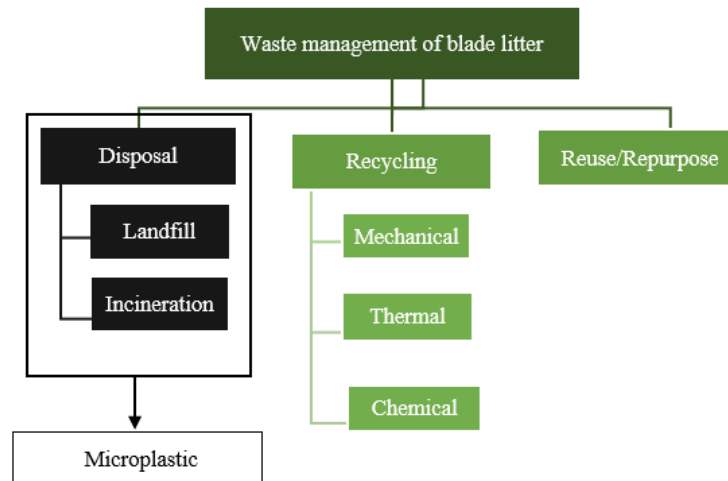 Waste management of blade litter
Disposal
Landfill
Incineration
Microplastic
Recycling
Mechanical
Thermal
Chemical
Reuse/Repurpose